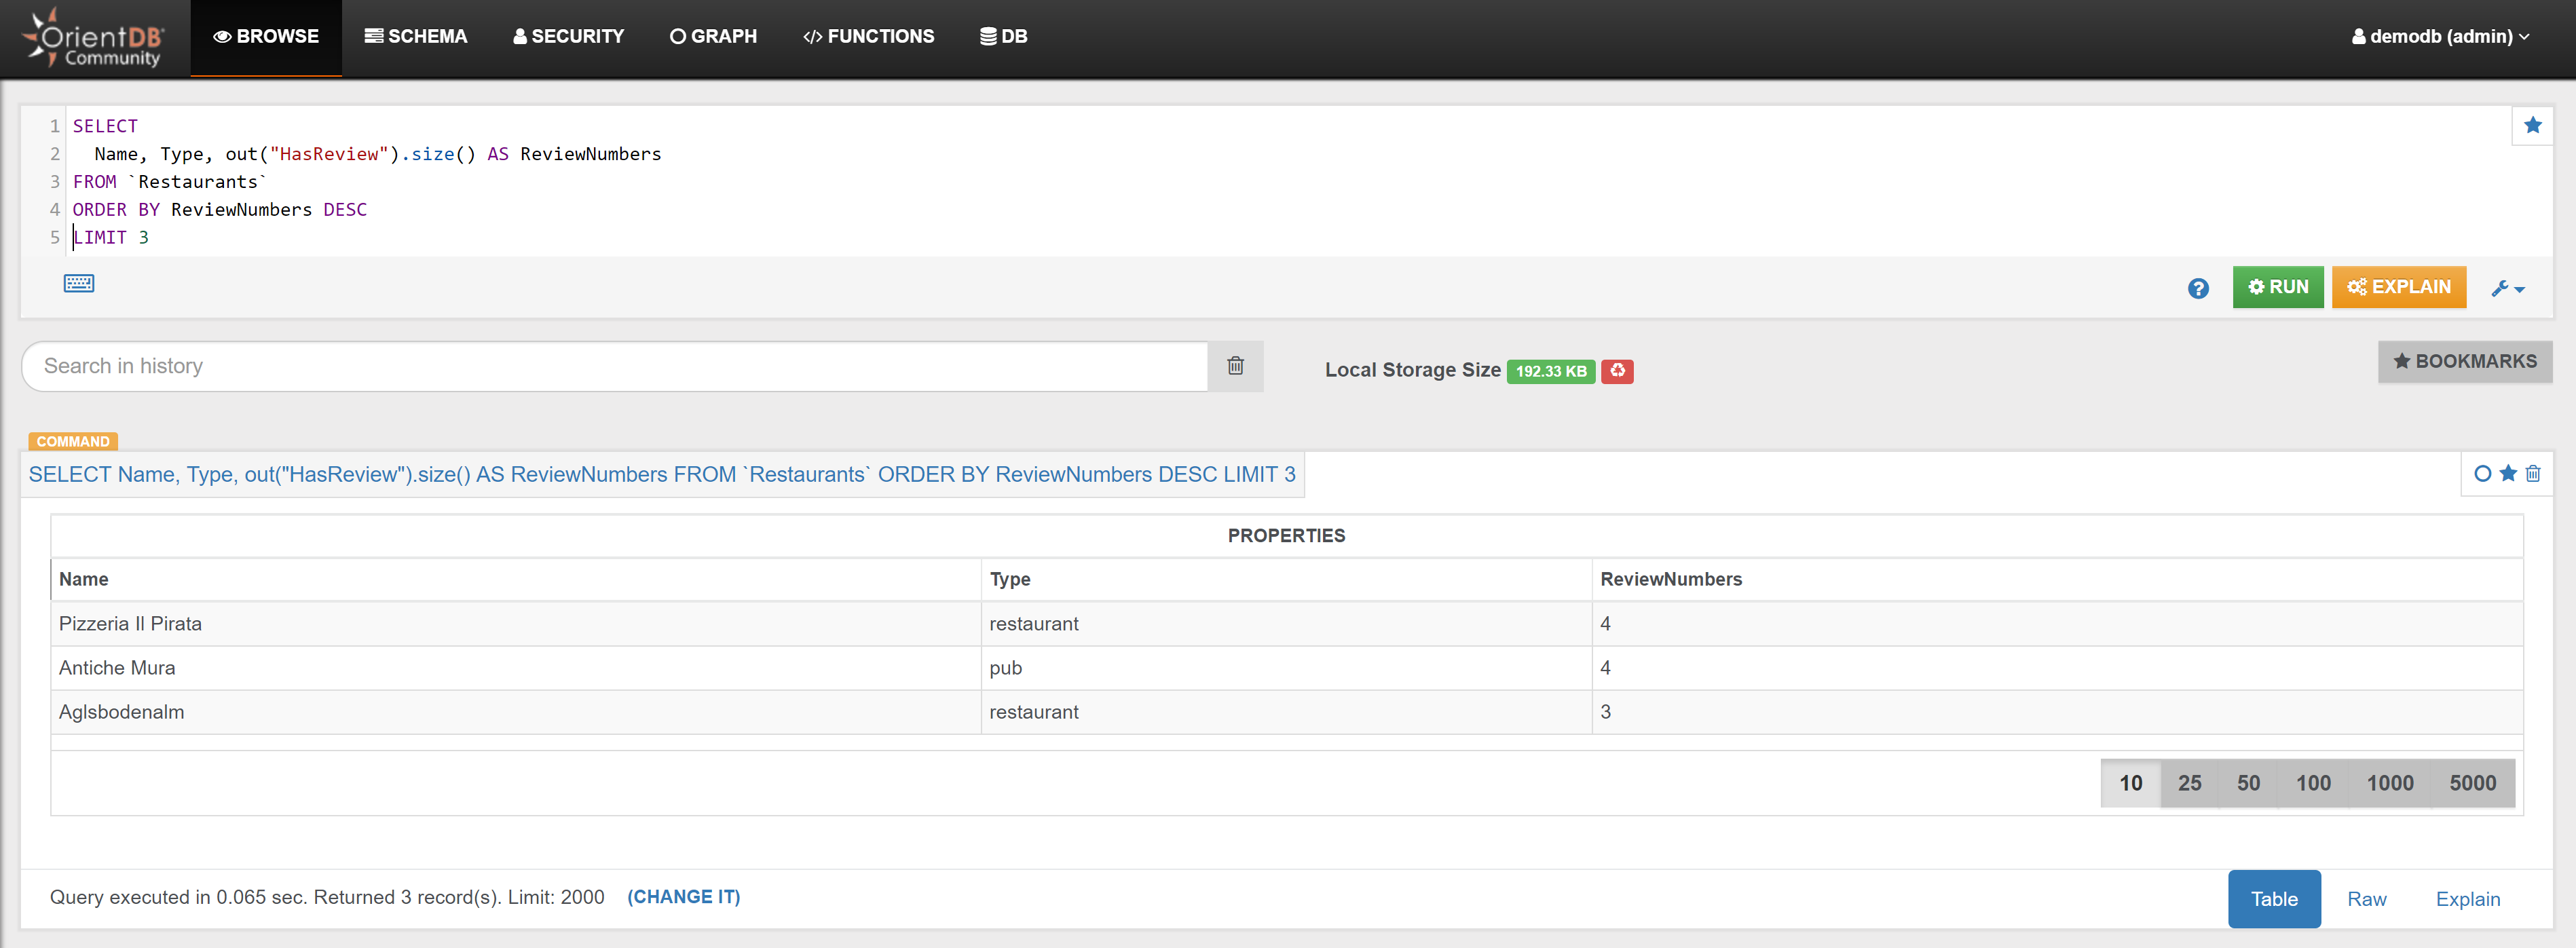 OrientDB®
Community
BROWSE SCHEMA SECURITY GRAPH </> FUNCTIONS DB demodb (admin)
1 SELECT
2 Name, Type, out("HasReview").size() AS ReviewNumbers
3 FROM `Restaurants`
4 ORDER BY ReviewNumbers DESC
5 LIMIT 3
? RUN EXPLAIN
Search in history Local Storage Size 192.33 KB BOOKMARKS
COMMAND
SELECT Name, Type, out("HasReview").size() AS ReviewNumbers FROM `Restaurants` ORDER BY ReviewNumbers DESC LIMIT 3
PROPERTIES
Name Type ReviewNumbers
Pizzeria Il Pirata restaurant 4
Antiche Mura pub 4
Aglsbodenalm restaurant 3
10 25 50 100 1000 5000
Query executed in 0.065 sec. Returned 3 record(s). Limit: 2000 (CHANGE IT) Table Raw Explain